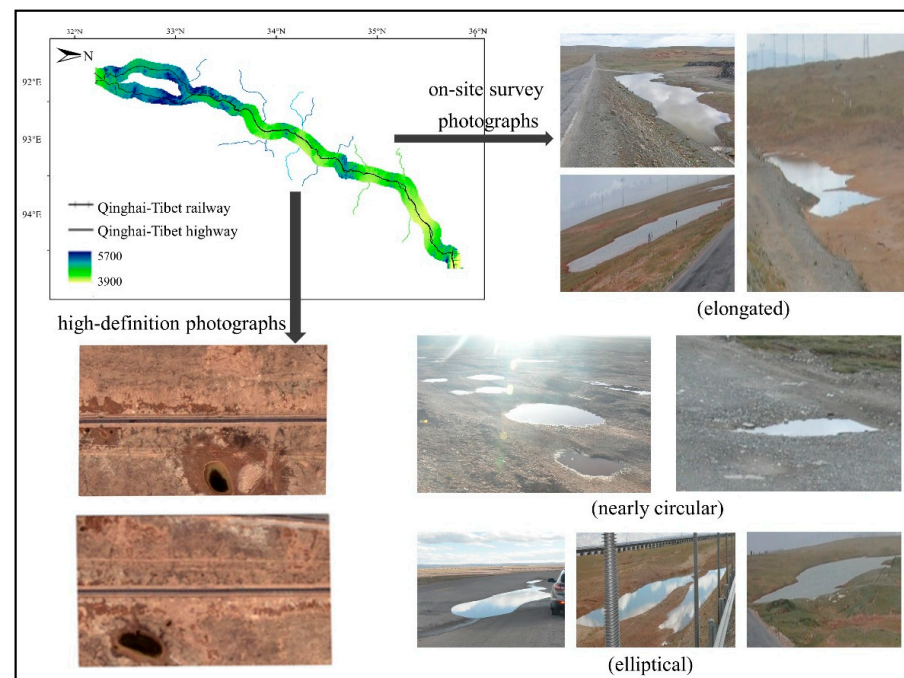 32°N 33°N 34°N 35°N 36°N
N
92°E
93°E
94°E
Qinghai-Tibet railway
Qinghai-Tibet highway
5700
3900
on-site survey
photographs
(elongated)
high-definition photographs
(nearly circular)
(elliptical)